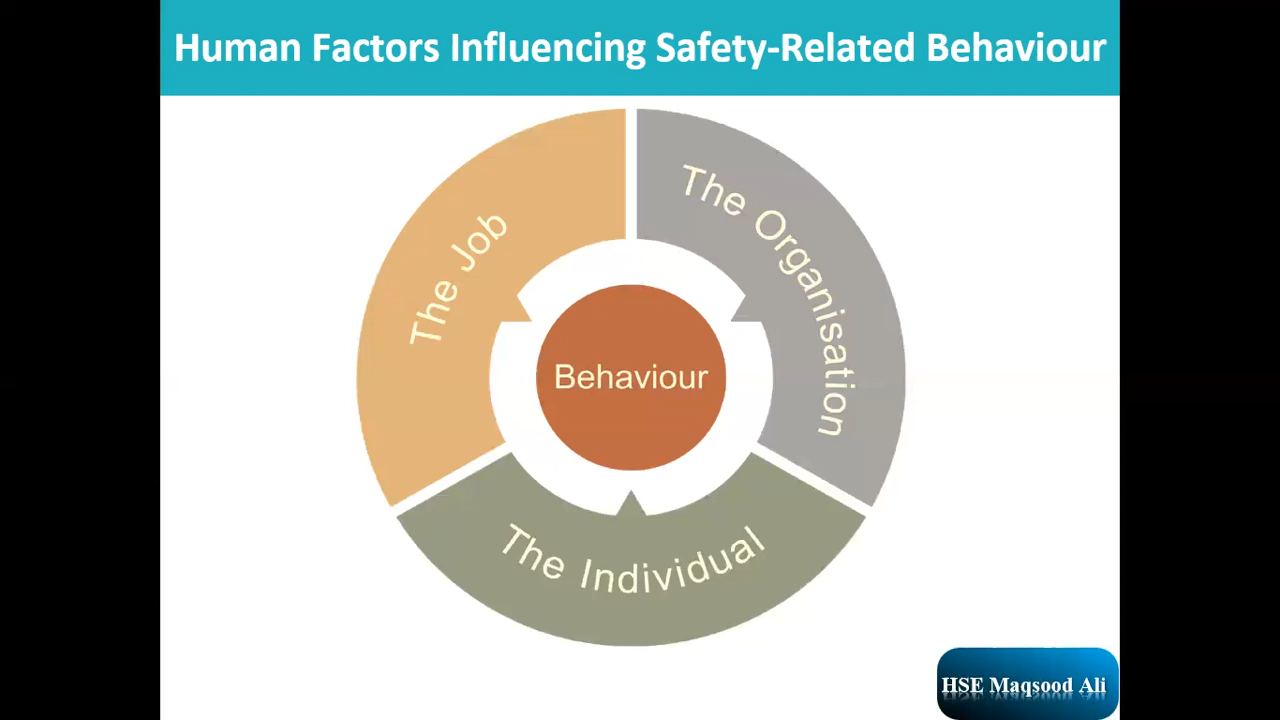 Human Factors Influencing Safety-Related Behaviour
The Job
The Organisation
Behaviour
The Individual
HSE Maqsood Ali